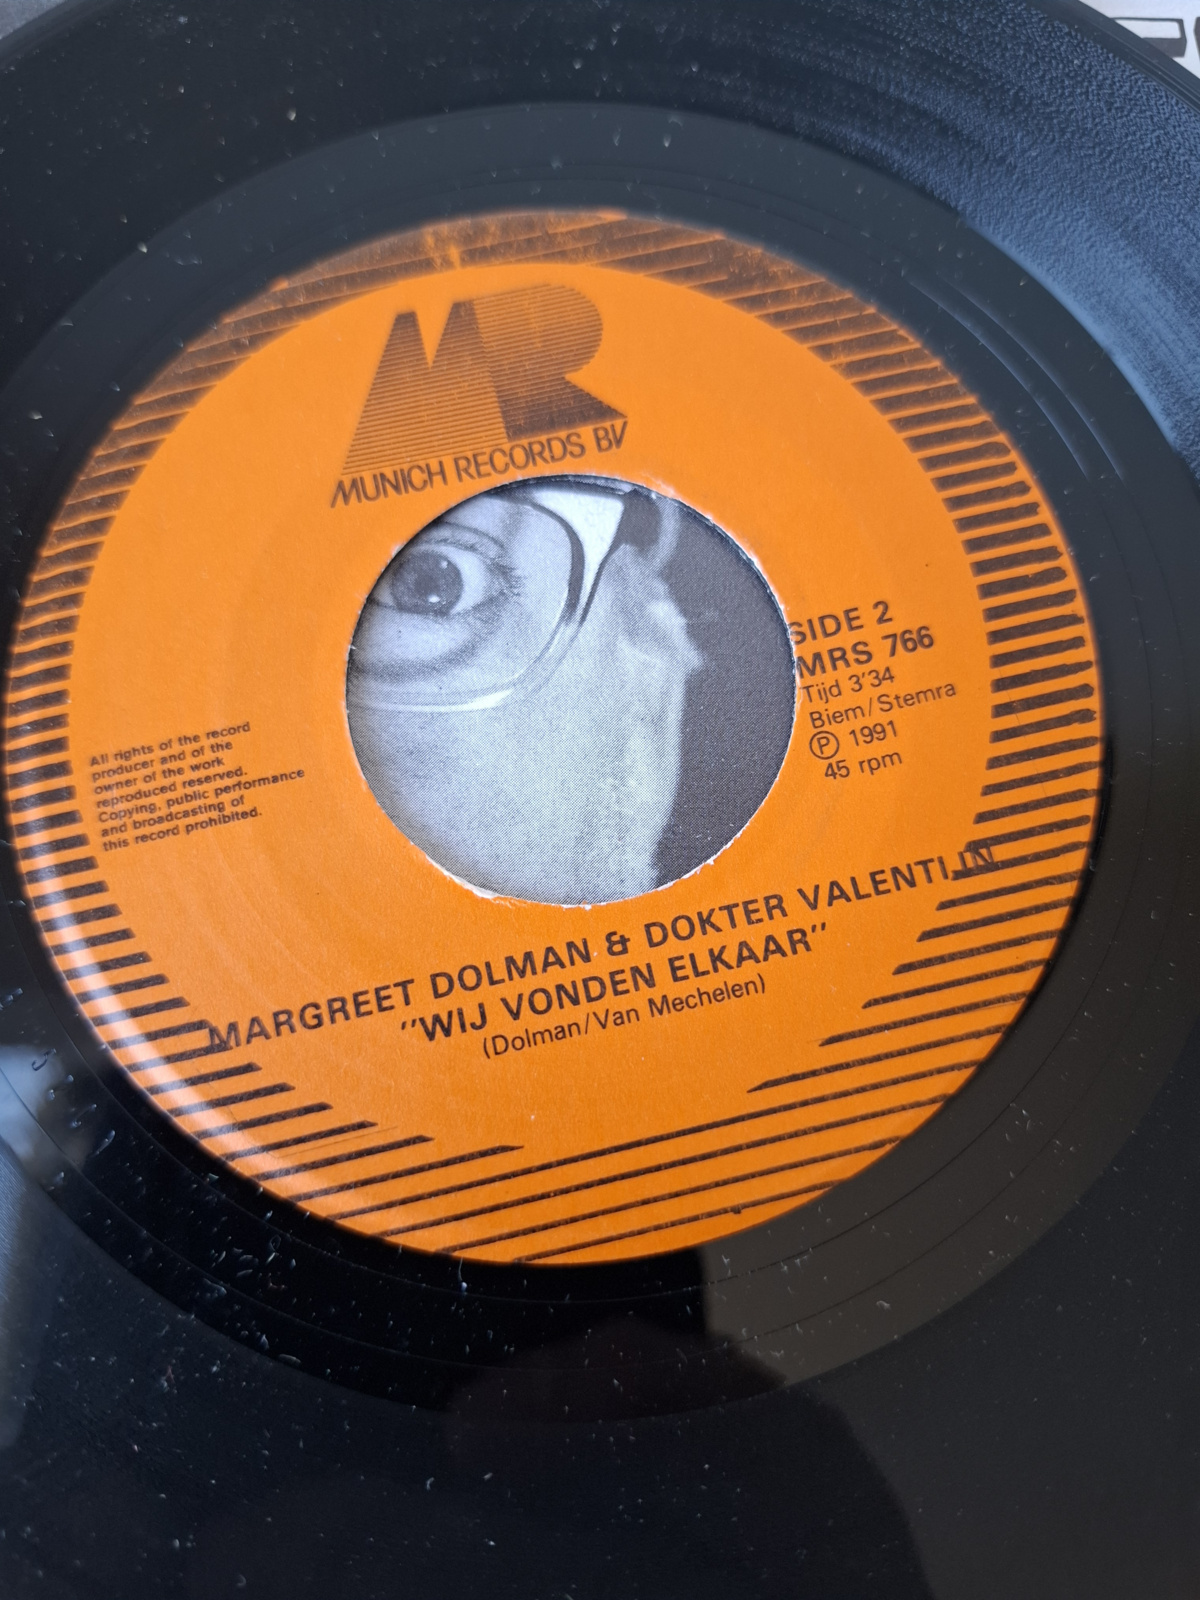 MR
MUNICH RECORDS BV
SIDE 2
MRS 766
Tijd 3'34
Biem/Stemra
Ⓟ 1991
45 rpm
All rights of the record
producer and of the
owner of the work
reproduced reserved.
Copying, public performance
and broadcasting of
this record prohibited.
MARGREET DOLMAN & DOKTER VALENTIJN
"WIJ VONDEN ELKAAR"
(Dolman/Van Mechelen)